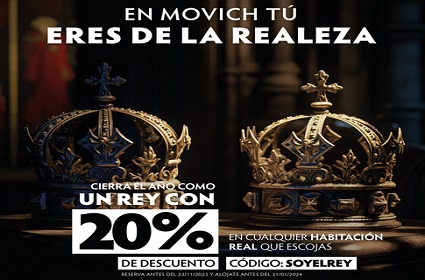 EN MOVICH TÚ
ERES DE LA REALEZA
CIERRA EL AÑO COMO
UN REY CON
20%
DE DESCUENTO
EN CUALQUIER HABITACIÓN
REAL QUE ESCOJAS
CÓDIGO: SOYELREY
RESERVA ANTES DEL 23/11/2023 Y ALÓJATE ANTES DEL 31/01/2024